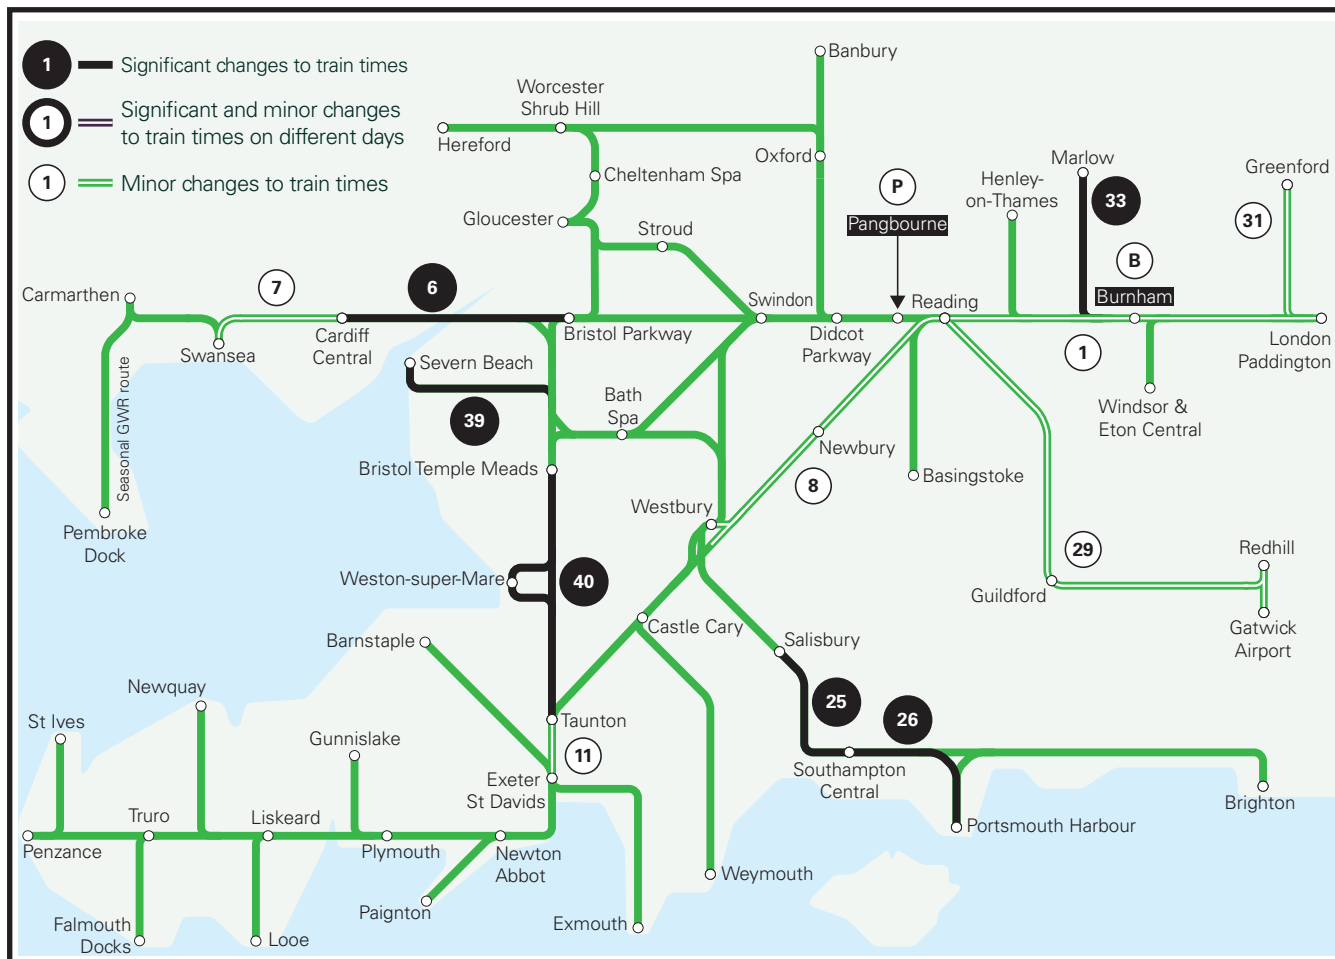 1 Significant changes to train times
1 Significant and minor changes
to train times on different days
1 Minor changes to train times
Banbury
Worcester
Shrub Hill
Hereford
Oxford
Cheltenham Spa
Gloucester
Stroud
P
Pangbourne
Henley-
on-Thames
Marlow
33
Greenford
31
B
Burnham
Carmarthen
7
6
Swansea
Cardiff
Central
Bristol Parkway
Swindon
Didcot
Parkway
Reading
1
London
Paddington
Severn Beach
39
Bath
Spa
Windsor &
Eton Central
Seasonal GWR route
Newbury
Bristol Temple Meads
8
Basingstoke
Westbury
Pembroke
Dock
29
Redhill
Weston-super-Mare
40
Guildford
Castle Cary
Gatwick
Airport
Barnstaple
Salisbury
Newquay
25
26
St Ives
Gunnislake
Taunton
11
Southampton
Central
Exeter
St Davids
Brighton
Truro
Liskeard
Portsmouth Harbour
Penzance
Plymouth
Newton
Abbot
Weymouth
Paignton
Falmouth
Docks
Looe
Exmouth